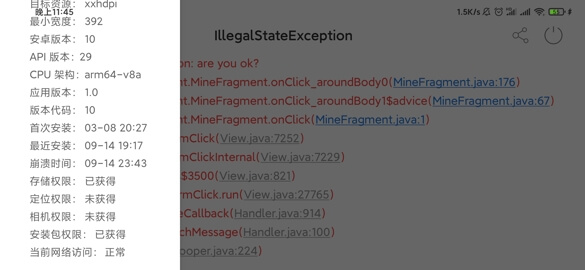 晚上11:45
1.5K/s
目标资源： xxhdpi
最小宽度： 392
安卓版本： 10
API 版本： 29
CPU 架构： arm64-v8a
应用版本： 1.0
版本代码： 10
首次安装： 03-08 20:27
最近安装： 09-14 19:17
崩溃时间： 09-14 23:43
存储权限： 已获得
定位权限： 未获得
相机权限： 未获得
安装包权限： 已获得
当前网络访问： 正常
IllegalStateException
on: are you ok?
nt.MineFragment.onClick_aroundBody0(MineFragment.java:176)
nt.MineFragment.onClick_aroundBody1$advice(MineFragment.java:67)
nt.MineFragment.onClick(MineFragment.java:1)
rmClick(View.java:7252)
rmClickInternal(View.java:7229)
$3500(View.java:821)
rmClick.run(View.java:27765)
eCallback(Handler.java:914)
chMessage(Handler.java:100)
ooper.java:224)